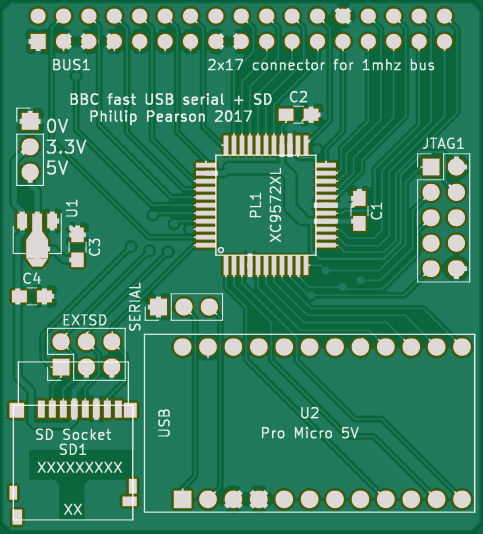 BUS1 2x17 connector for 1mhz bus
BBC fast USB serial + SD
Phillip Pearson 2017
C2
0V
3.3V
5V
JTAG1
PL1
XC9572XL
C1
U1
C3
C4
SERIAL
EXTSD
USB
U2
Pro Micro 5V
SD Socket
SD1
XXXXXXXXX
XX